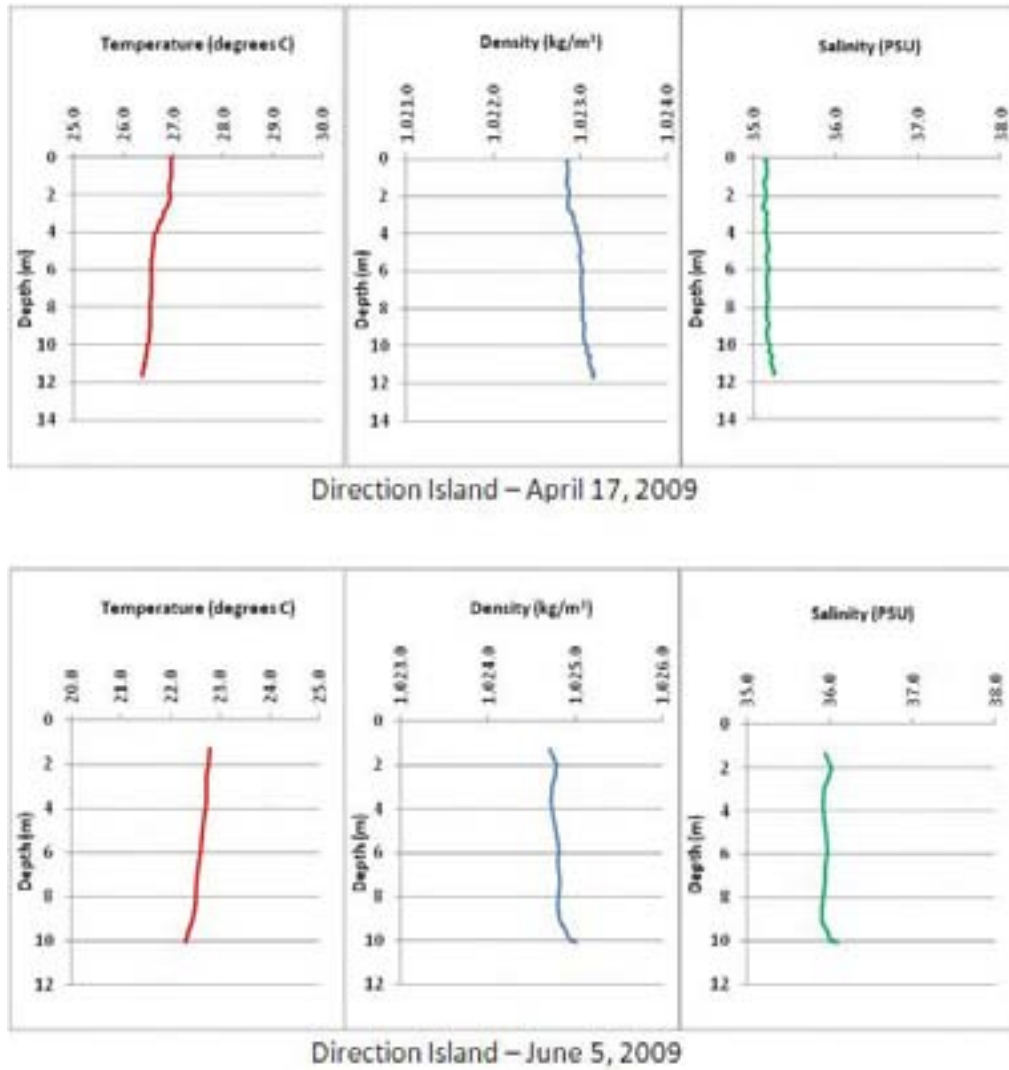 Temperature (degrees C)
25.0 26.0 27.0 28.0 29.0 30.0
0
2
4
6
8
10
12
14
Depth (m)
Density (kg/m³)
1.021.0 1.022.0 1.023.0 1.024.0
0
2
4
6
8
10
12
14
Depth (m)
Salinity (PSU)
35.0 36.0 37.0 38.0
0
2
4
6
8
10
12
14
Depth (m)
Direction Island – April 17, 2009
Temperature (degrees C)
20.0 21.0 22.0 23.0 24.0 25.0
0
2
4
6
8
10
12
Depth (m)
Density (kg/m³)
1.023.0 1.024.0 1.025.0 1.026.0
0
2
4
6
8
10
12
Depth (m)
Salinity (PSU)
35.0 36.0 37.0 38.0
0
2
4
6
8
10
12
Depth (m)
Direction Island – June 5, 2009